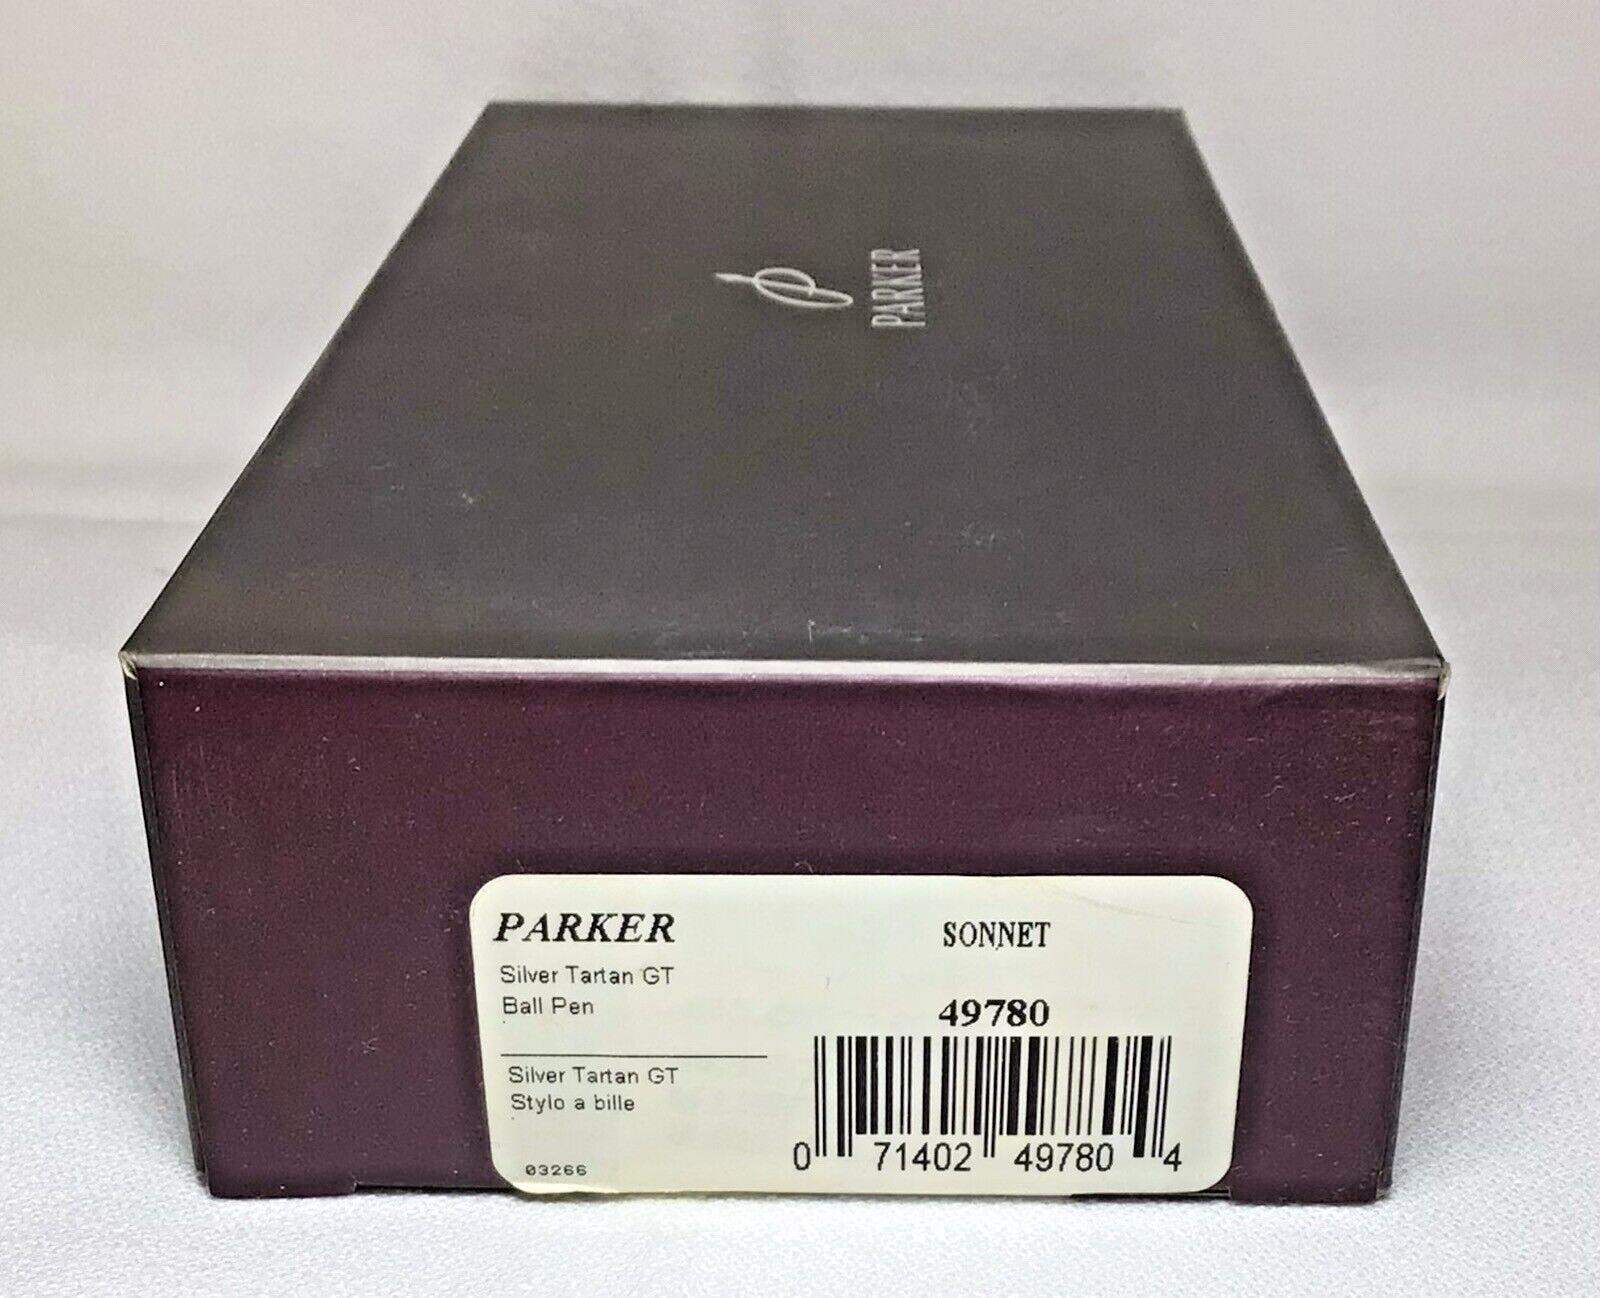 PARKER
PARKER
SONNET
Silver Tartan GT
Ball Pen
49780
Silver Tartan GT
Stylo a bille
03266
0 71402 49780 4